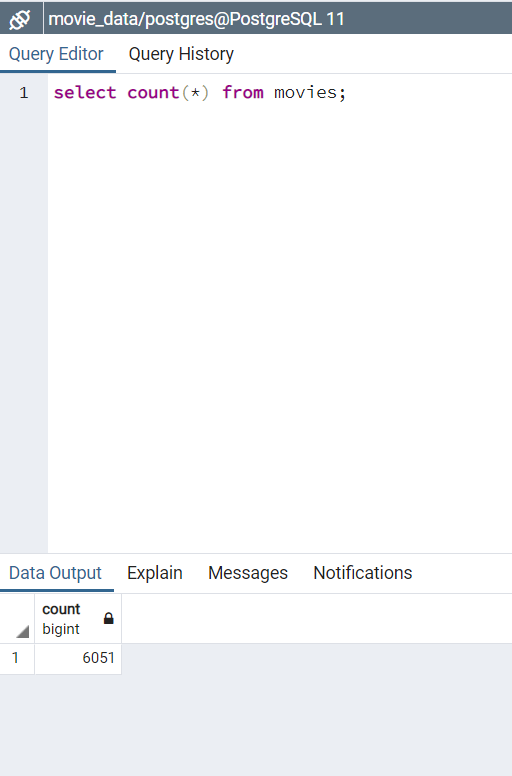 movie_data/postgres@PostgreSQL 11
Query Editor Query History
1 select count(*) from movies;
Data Output Explain Messages Notifications
count
bigint
1 6051